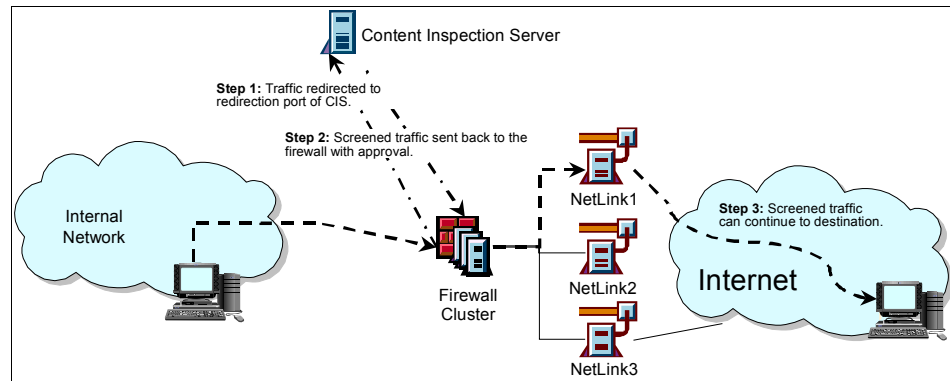 Content Inspection Server
Step 1: Traffic redirected to
redirection port of CIS.
Step 2: Screened traffic sent back to the
firewall with approval.
NetLink1
Internal
Network
Step 3: Screened traffic
can continue to destination.
Internet
NetLink2
Firewall
Cluster
NetLink3